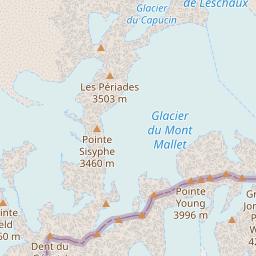 Glacier
du Capucin
de Leschaux
Les Périades
3503 m
Glacier
du Mont
Mallet
Pointe
Sisyphe
3460 m
Pointe
Young
3996 m
Dent du